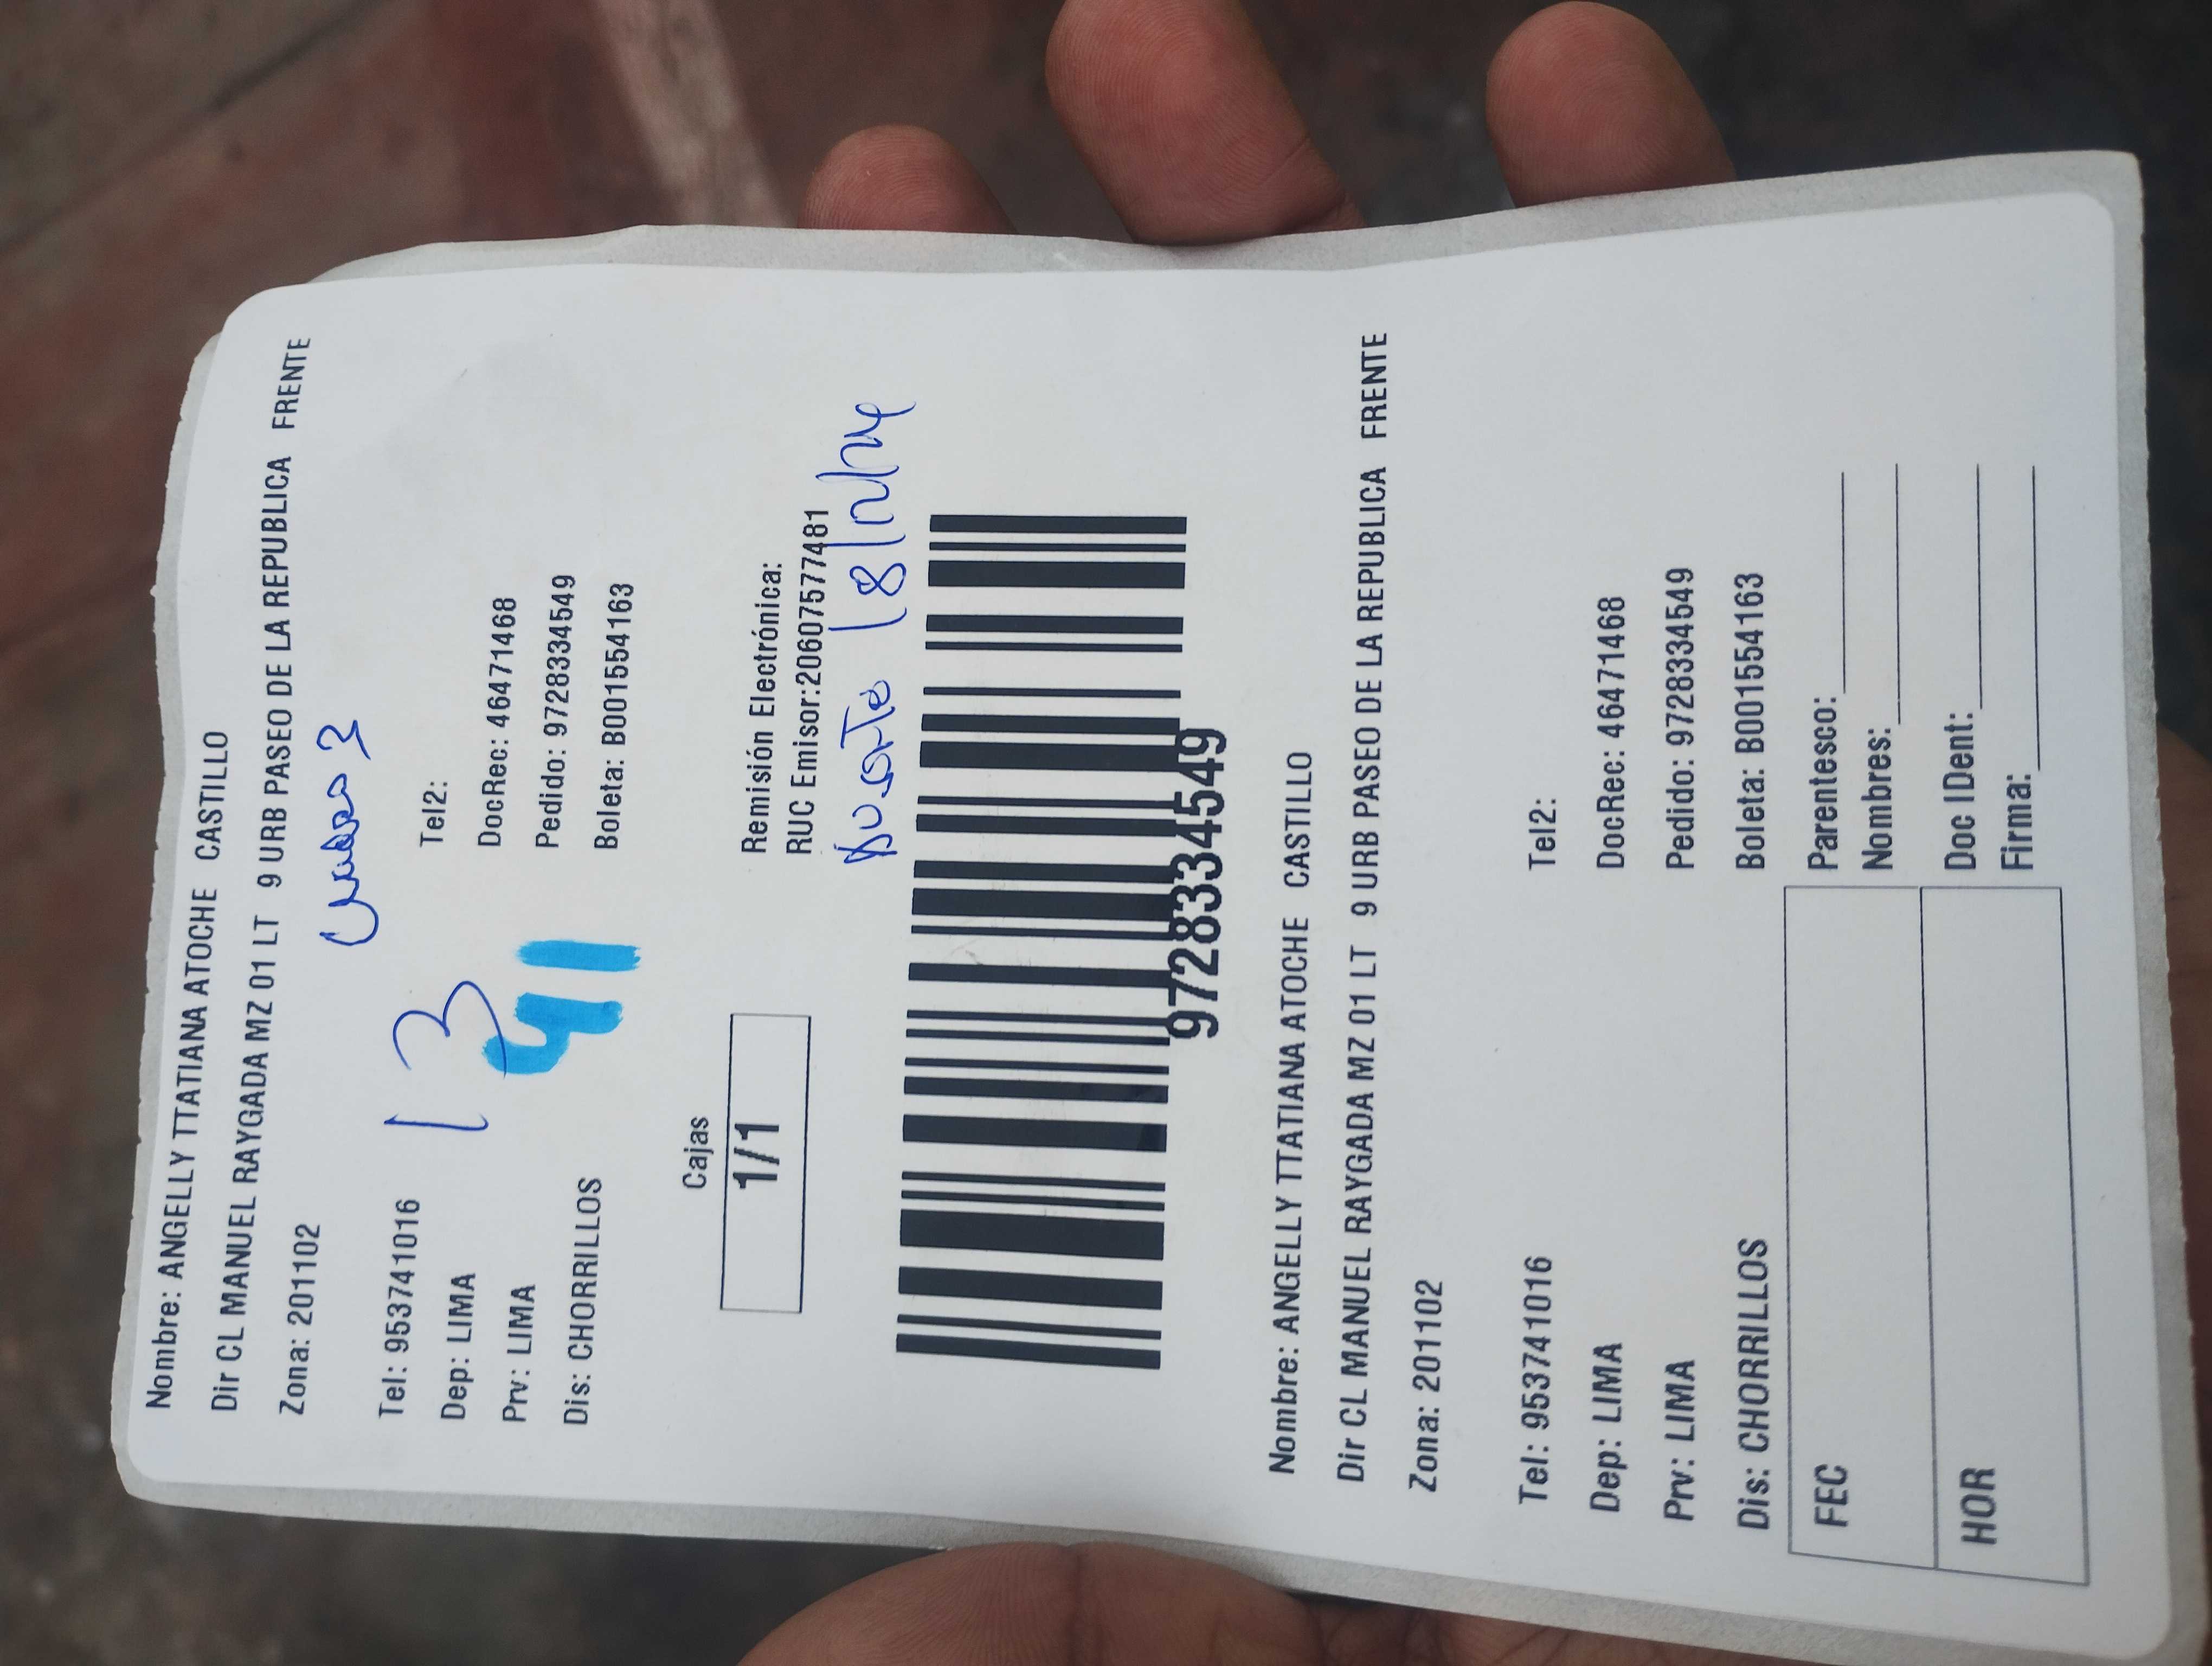 Nombre: ANGELLY TTATIANA ATOCHE CASTILLO
Dir CL MANUEL RAYGADA MZ 01 LT 9 URB PASEO DE LA REPUBLICA FRENTE
Zona: 201102
Tel: 953741016
13
Tel2:
Dep: LIMA
DocRec: 46471468
Prv: LIMA
41
Pedido: 9728334549
Dis: CHORRILLOS
Boleta: B001554163
Cajas
1/1
Remisión Electrónica:
RUC Emisor:20607577481
9728334549
Nombre: ANGELLY TTATIANA ATOCHE CASTILLO
Dir CL MANUEL RAYGADA MZ 01 LT 9 URB PASEO DE LA REPUBLICA FRENTE
Zona: 201102
Tel: 953741016
Tel2:
Dep: LIMA
DocRec: 46471468
Prv: LIMA
Pedido: 9728334549
Dis: CHORRILLOS
Boleta: B001554163
FEC
Parentesco:
Nombres:
HOR
Doc IDent:
Firma: